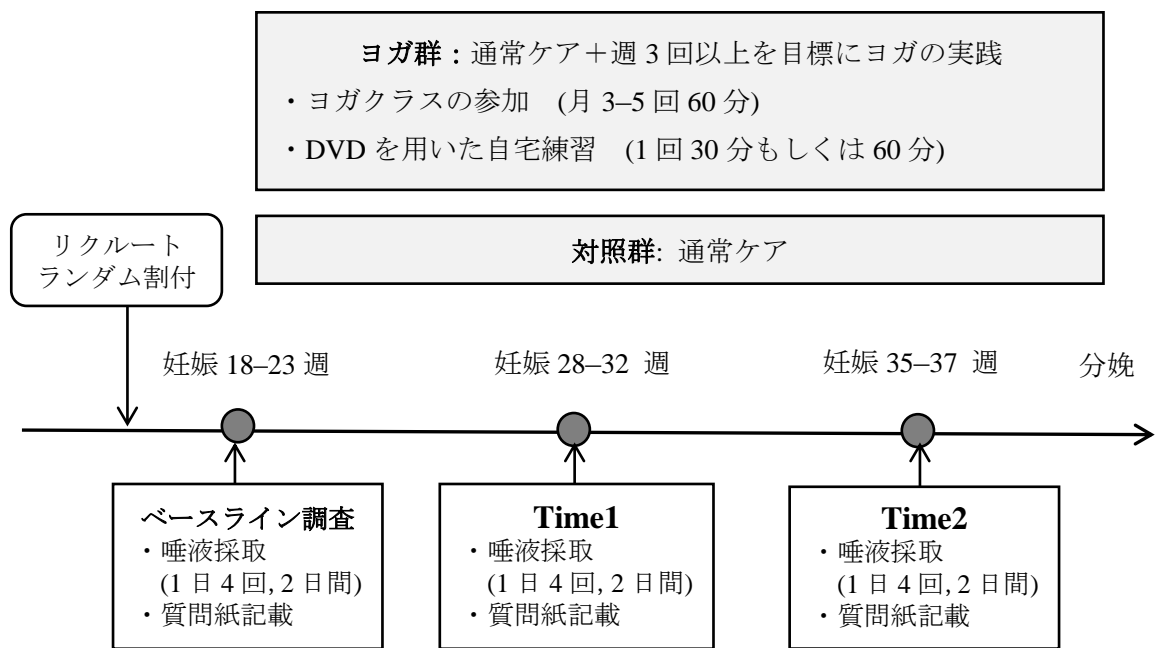 ヨガ群：通常ケア＋週 3 回以上を目標にヨガの実践
・ヨガクラスの参加 (月 3–5 回 60 分)
・DVD を用いた自宅練習 (1 回 30 分もしくは 60 分)
対照群: 通常ケア
リクルート
ランダム割付
妊娠 18–23 週
妊娠 28–32 週
妊娠 35–37 週
分娩
ベースライン調査
・唾液採取
(1 日 4 回, 2 日間)
・質問紙記載
Time1
・唾液採取
(1 日 4 回, 2 日間)
・質問紙記載
Time2
・唾液採取
(1 日 4 回, 2 日間)
・質問紙記載